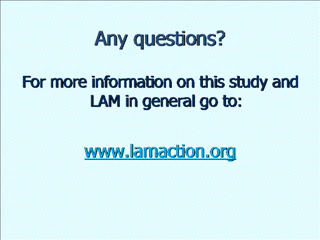 Any questions?
For more information on this study and
LAM in general go to:
www.lamaction.org